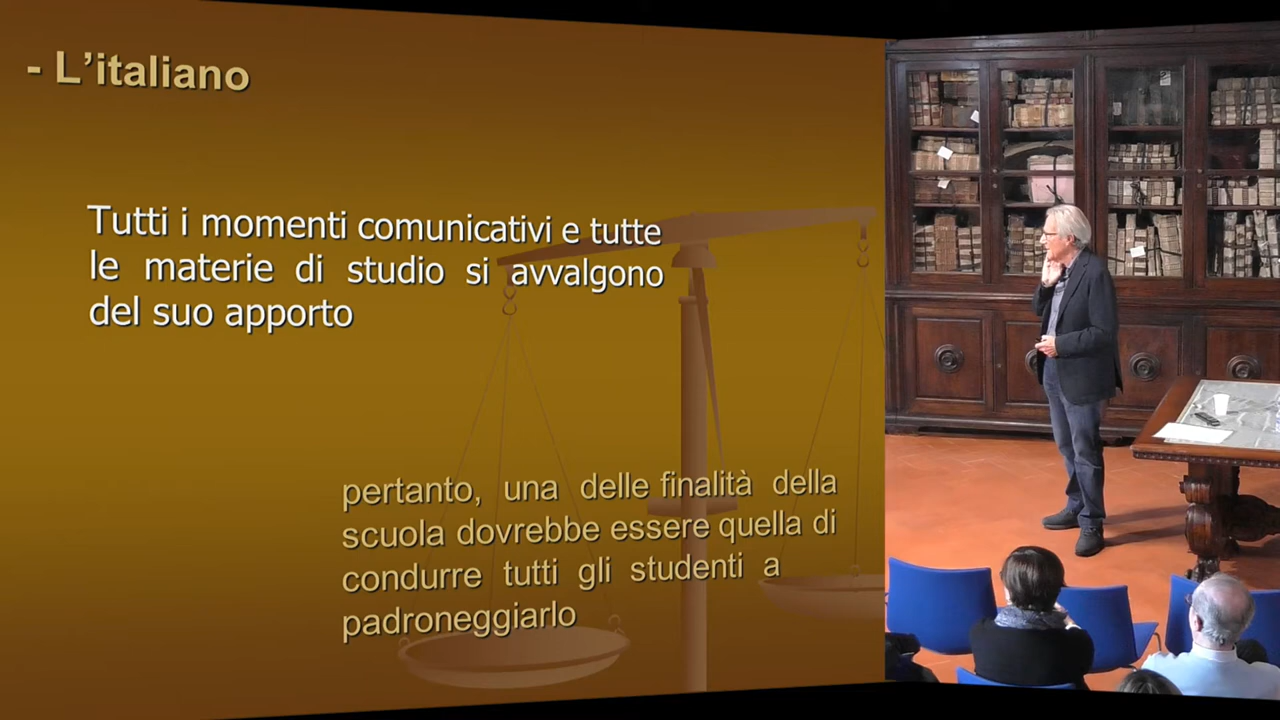 - L'italiano
Tutti i momenti comunicativi e tutte
le materie di studio si avvalgono
del suo apporto
pertanto, una delle finalità della
scuola dovrebbe essere quella di
condurre tutti gli studenti a
padroneggiarlo